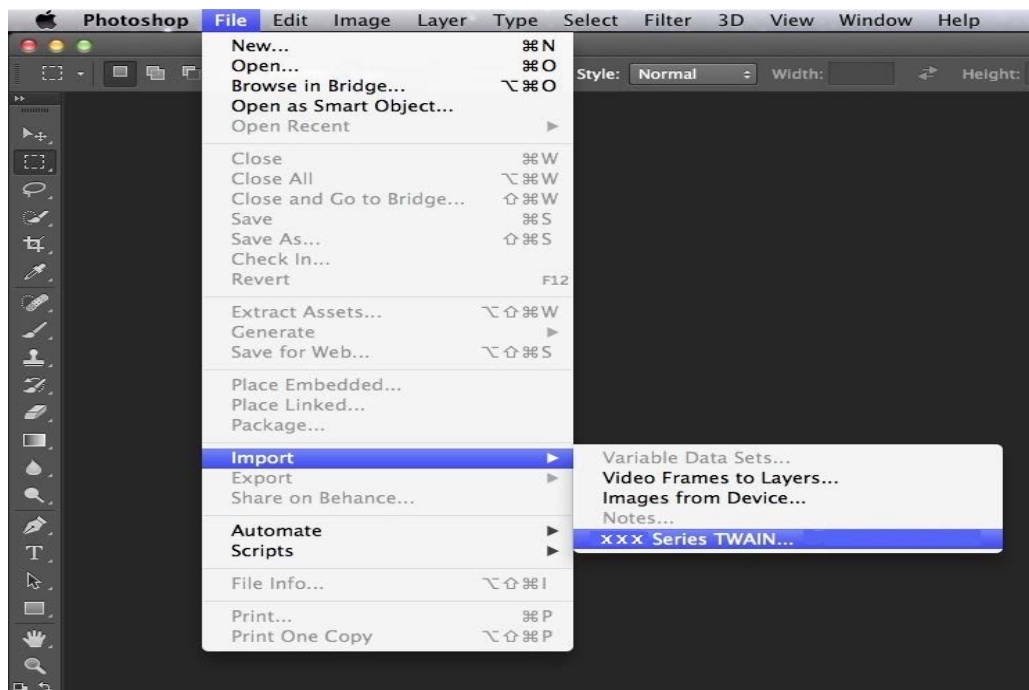 Photoshop File Edit Image Layer Type Select Filter 3D View Window Help
Style: Normal Width: Height:
New... ⌘N
Open... ⌘O
Browse in Bridge... ⌥⌘O
Open as Smart Object...
Open Recent
Close ⌘W
Close All ⌥⌘W
Close and Go to Bridge... ⇧⌘W
Save ⌘S
Save As... ⇧⌘S
Check In...
Revert F12
Extract Assets... ⌥⇧⌘W
Generate
Save for Web... ⌥⇧⌘S
Place Embedded...
Place Linked...
Package...
Import
Export
Share on Behance...
Automate
Scripts
File Info... ⌥⇧⌘I
Print... ⌘P
Print One Copy ⌥⇧⌘P
Variable Data Sets...
Video Frames to Layers...
Images from Device...
Notes...
xxx Series TWAIN...